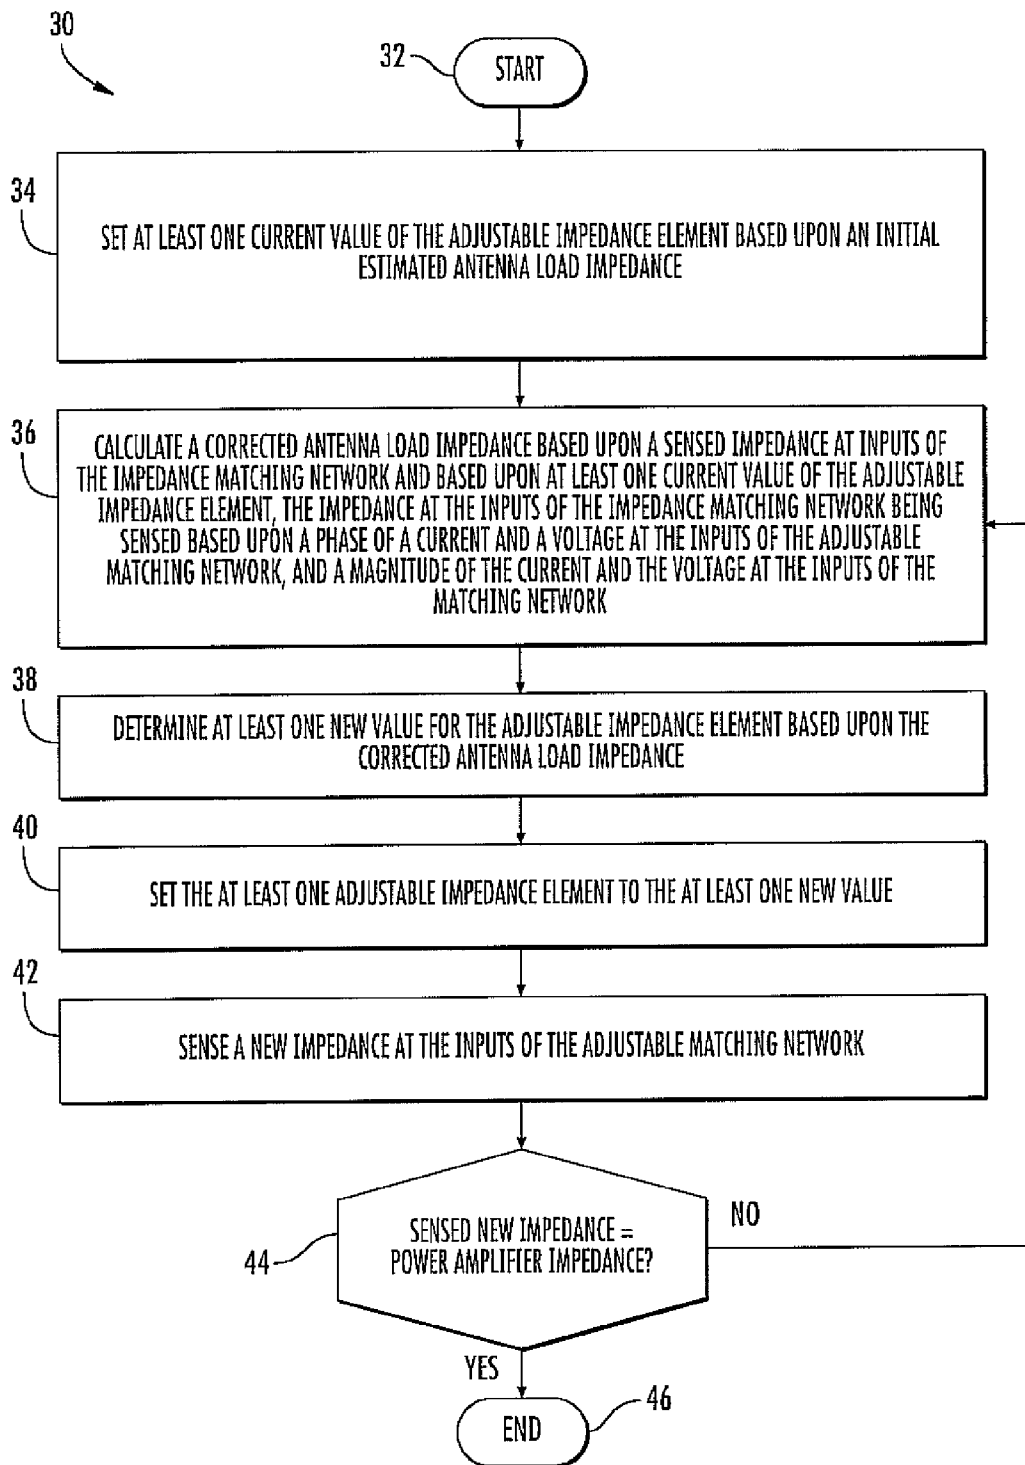 30
32
START
34
SET AT LEAST ONE CURRENT VALUE OF THE ADJUSTABLE IMPEDANCE ELEMENT BASED UPON AN INITIAL
ESTIMATED ANTENNA LOAD IMPEDANCE
36
CALCULATE A CORRECTED ANTENNA LOAD IMPEDANCE BASED UPON A SENSED IMPEDANCE AT INPUTS OF
THE IMPEDANCE MATCHING NETWORK AND BASED UPON AT LEAST ONE CURRENT VALUE OF THE ADJUSTABLE
IMPEDANCE ELEMENT, THE IMPEDANCE AT THE INPUTS OF THE IMPEDANCE MATCHING NETWORK BEING
SENSED BASED UPON A PHASE OF A CURRENT AND A VOLTAGE AT THE INPUTS OF THE ADJUSTABLE
MATCHING NETWORK, AND A MAGNITUDE OF THE CURRENT AND THE VOLTAGE AT THE INPUTS OF THE
MATCHING NETWORK
38
DETERMINE AT LEAST ONE NEW VALUE FOR THE ADJUSTABLE IMPEDANCE ELEMENT BASED UPON THE
CORRECTED ANTENNA LOAD IMPEDANCE
40
SET THE AT LEAST ONE ADJUSTABLE IMPEDANCE ELEMENT TO THE AT LEAST ONE NEW VALUE
42
SENSE A NEW IMPEDANCE AT THE INPUTS OF THE ADJUSTABLE MATCHING NETWORK
44
SENSED NEW IMPEDANCE =
POWER AMPLIFIER IMPEDANCE?
NO
YES
END
46